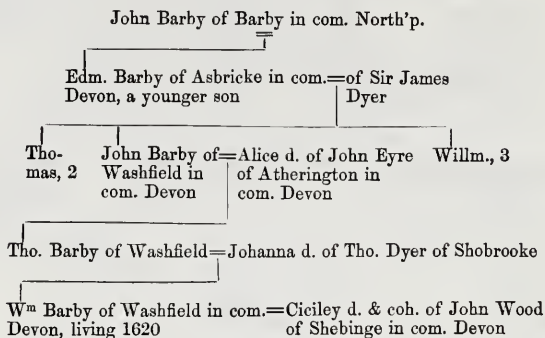 John Barby of Barby in com. North'p.
Edm. Barby of Asbricke in com.=of Sir James
Devon, a younger son Dyer
Tho- John Barby of=Alice d. of John Eyre Willm., 3
mas, 2 Washfield in of Atherington in
com. Devon com. Devon
Tho. Barby of Washfield=Johanna d. of Tho. Dyer of Shobrooke
Wm Barby of Washfield in com.=Ciciley d. & coh. of John Wood
Devon, living 1620 of Shebinge in com. Devon